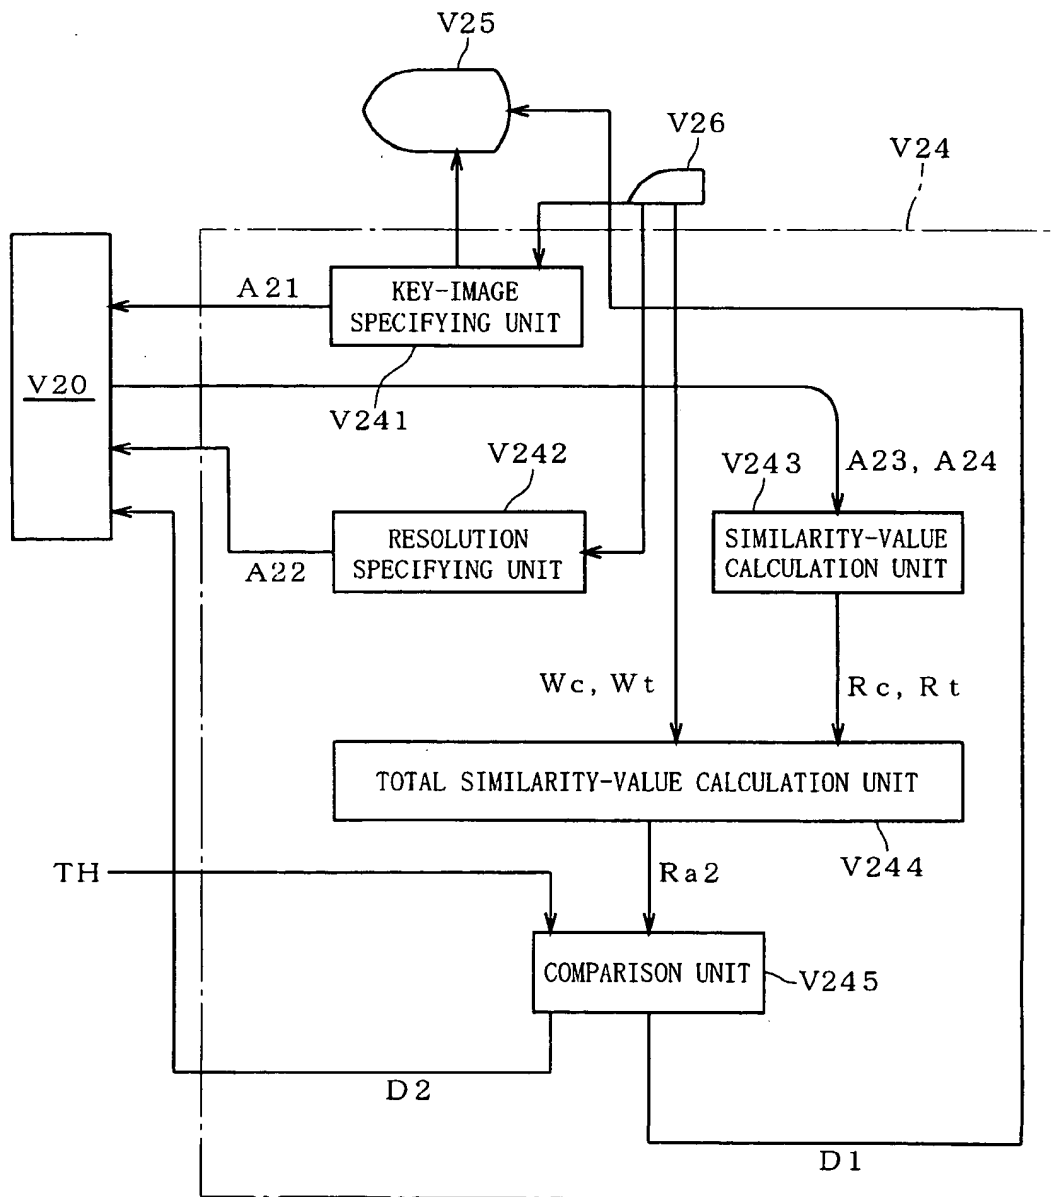 V25
V26
V24
A21
KEY-IMAGE
SPECIFYING UNIT
V20
V241
V242
V243
A23, A24
RESOLUTION
SPECIFYING UNIT
SIMILARITY-VALUE
CALCULATION UNIT
A22
Wc, Wt
Rc, Rt
TOTAL SIMILARITY-VALUE CALCULATION UNIT
TH
Ra2
V244
COMPARISON UNIT
V245
D2
D1